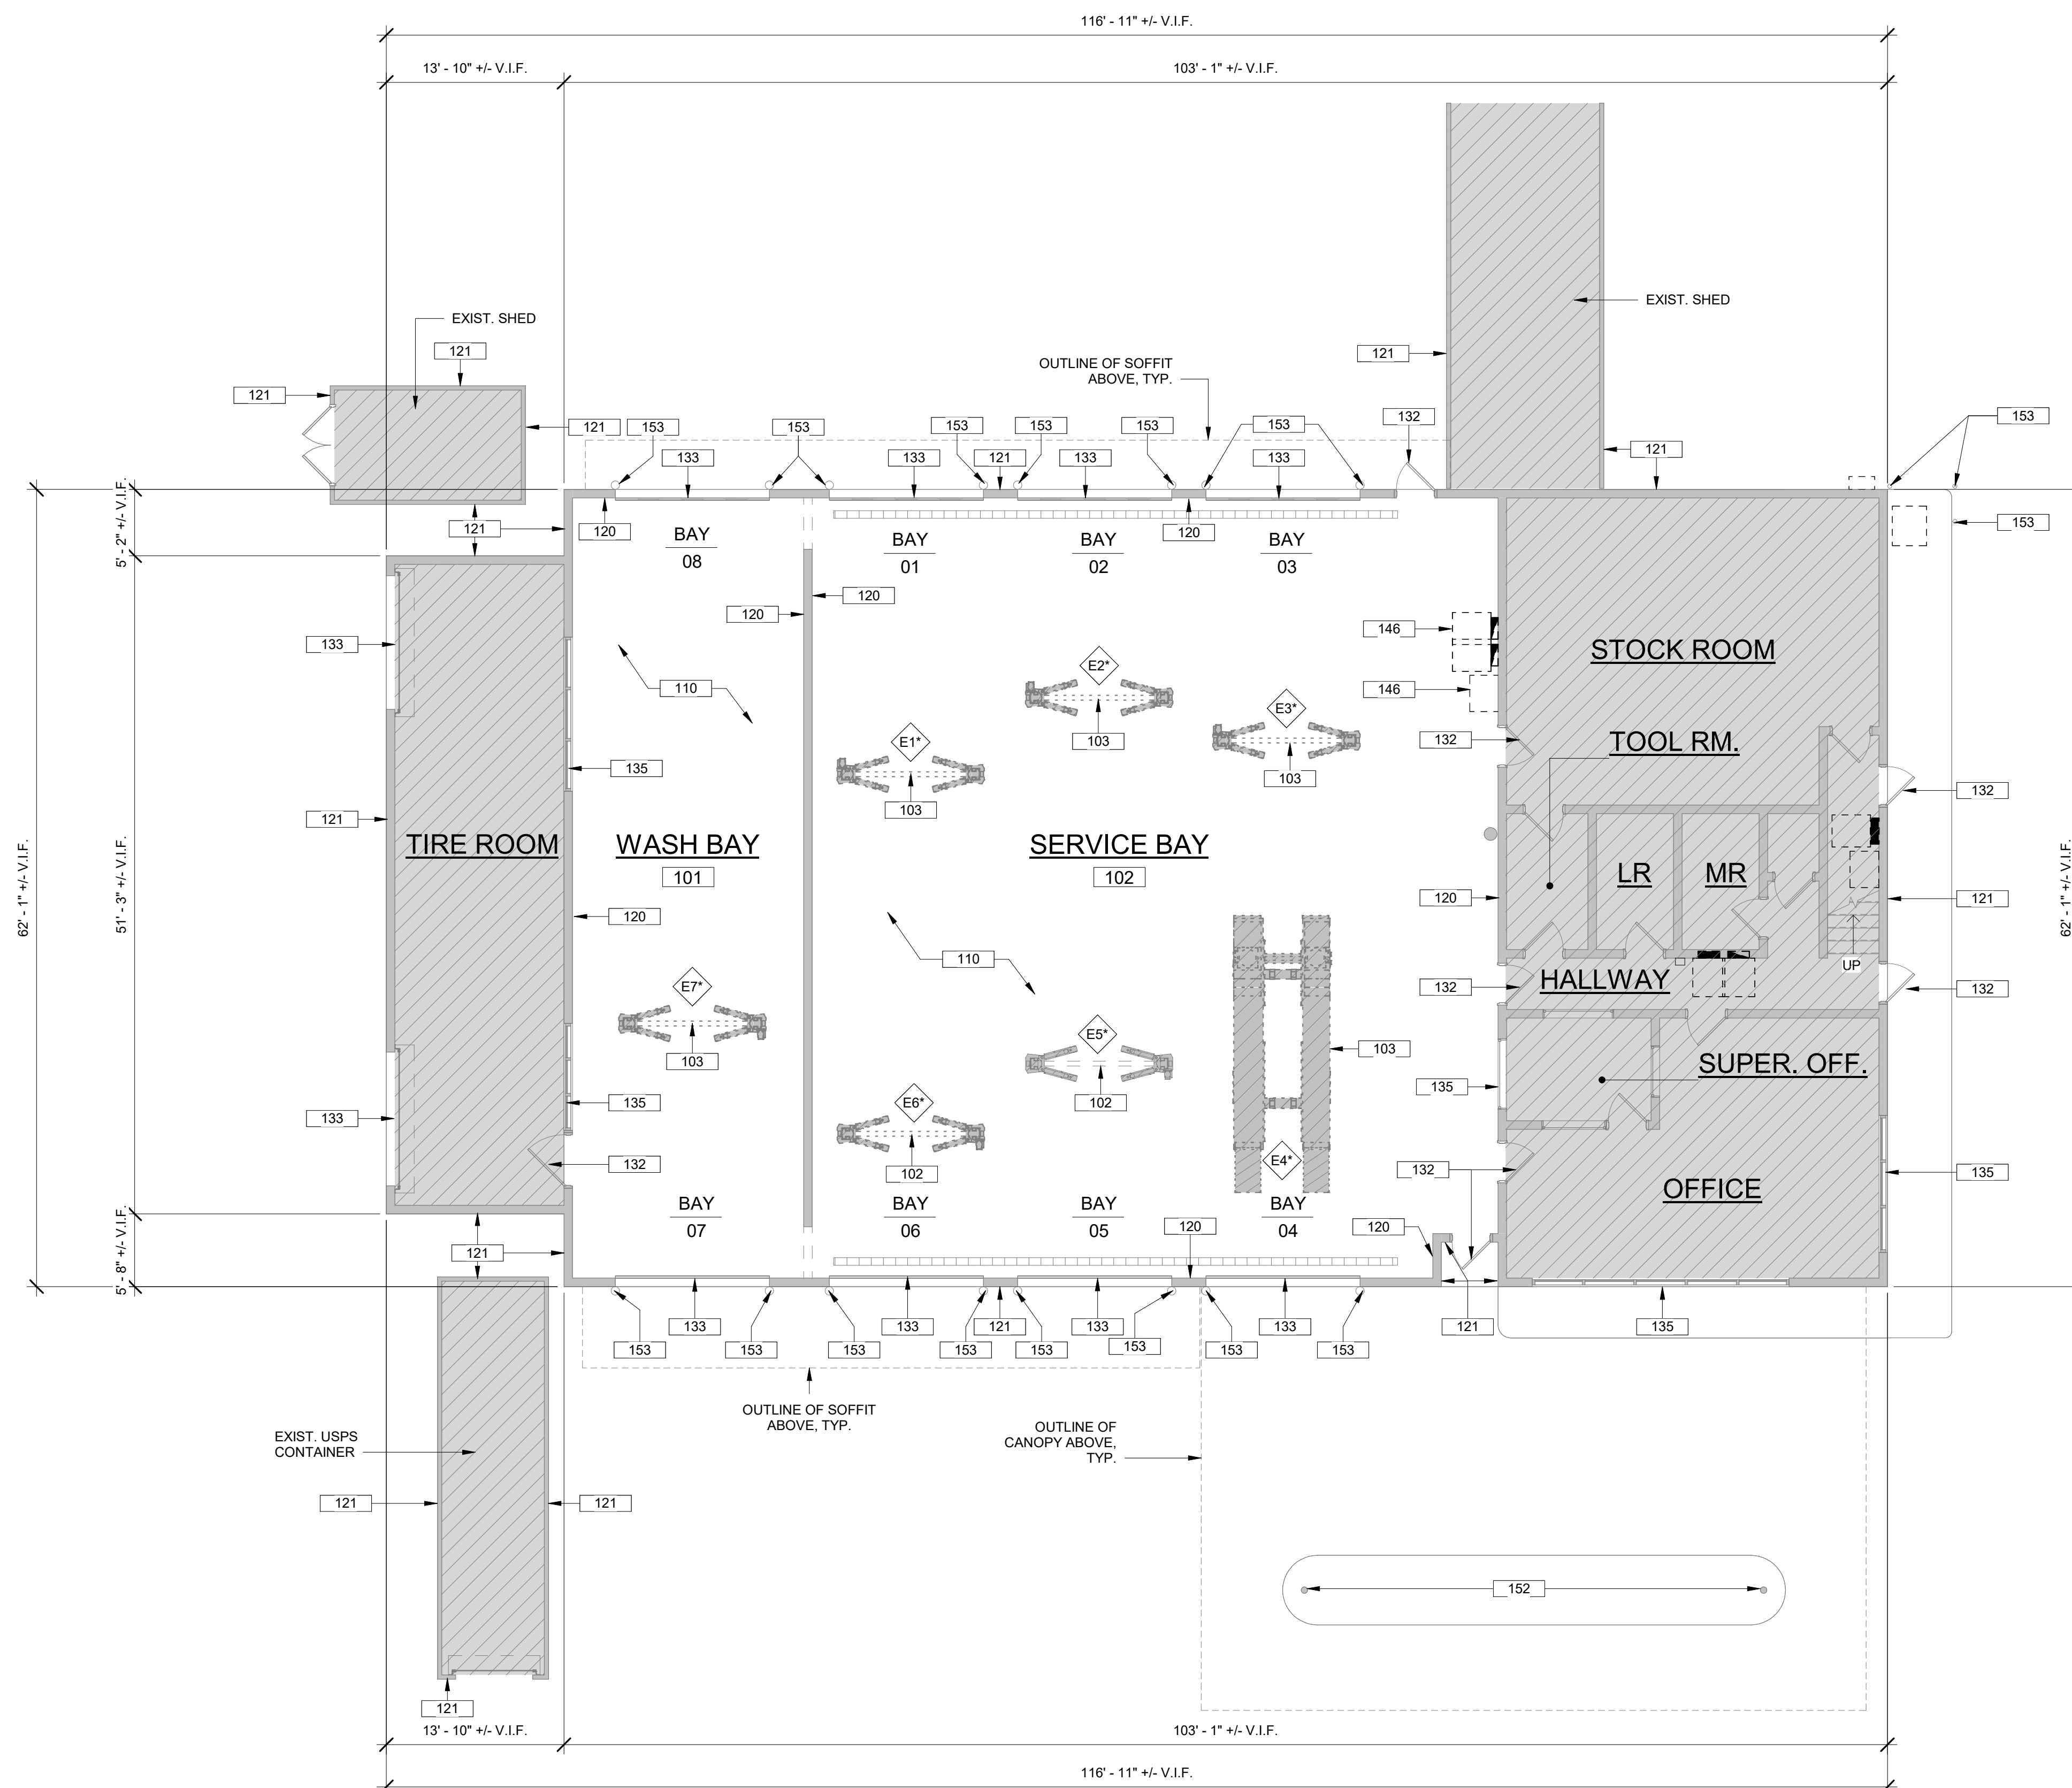 116' - 11" +/- V.I.F.
13' - 10" +/- V.I.F.
103' - 1" +/- V.I.F.
EXIST. SHED
EXIST. SHED
121
121
OUTLINE OF SOFFIT
ABOVE, TYP.
121
121
153
153
153
153
153
153
132
153
121
133
133
121
133
133
121
5' - 2" +/- V.I.F.
121
120
120
153
BAY
08
BAY
01
BAY
02
BAY
03
120
120
133
146
STOCK ROOM
E2*
110
146
E3*
103
132
TOOL RM.
E1*
135
103
103
132
121
62' - 1" +/- V.I.F.
51' - 3" +/- V.I.F.
TIRE ROOM
WASH BAY
101
SERVICE BAY
102
LR
MR
62' - 1" +/- V.I.F.
120
120
121
110
UP
HALLWAY
E7*
132
132
E5*
103
103
SUPER. OFF.
135
135
E6*
102
133
132
102
E4*
132
135
OFFICE
BAY
07
BAY
06
BAY
05
BAY
04
120
120
5' - 8" +/- V.I.F.
121
133
133
121
133
133
121
135
153
153
153
153
153
153
153
153
OUTLINE OF SOFFIT
ABOVE, TYP.
OUTLINE OF
CANOPY ABOVE,
TYP.
EXIST. USPS
CONTAINER
121
121
152
121
13' - 10" +/- V.I.F.
103' - 1" +/- V.I.F.
116' - 11" +/- V.I.F.